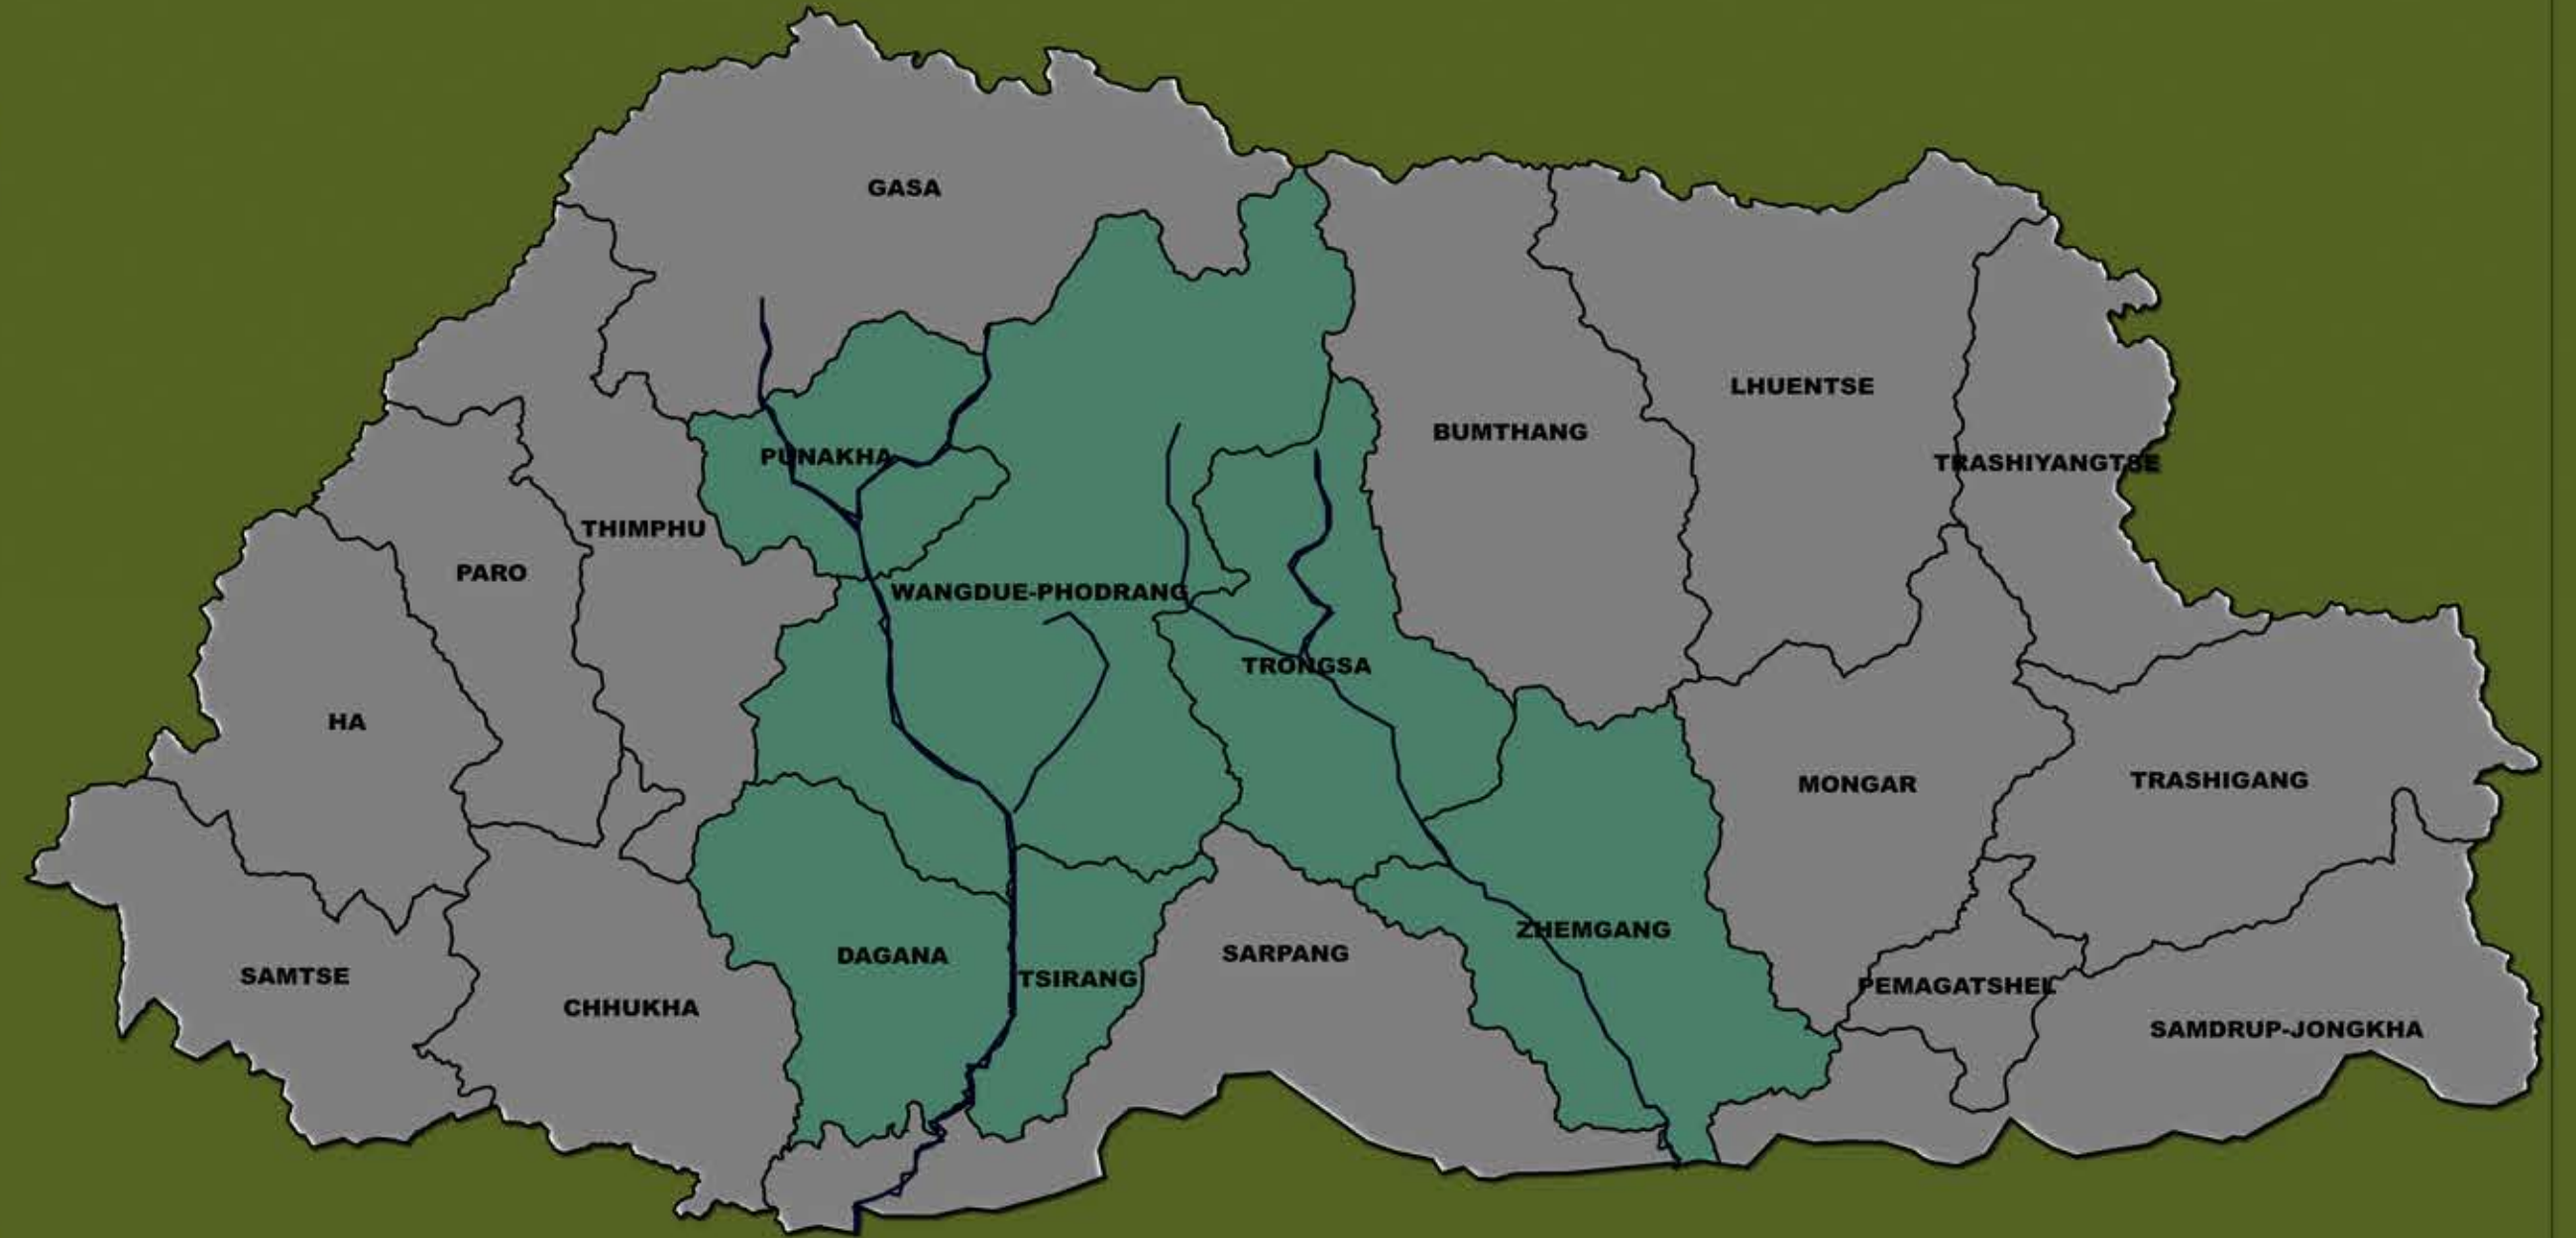 GASA
LHUENTSE
BUMTHANG
PUNAKHA
TRASHIYANGTSE
THIMPHU
PARO
WANGDUE-PHODRANG
TRONGSA
HA
MONGAR
TRASHIGANG
ZHEMGANG
DAGANA
SARPANG
SAMTSE
TSIRANG
PEMAGATSHEL
CHHUKHA
SAMDRUP-JONGKHA